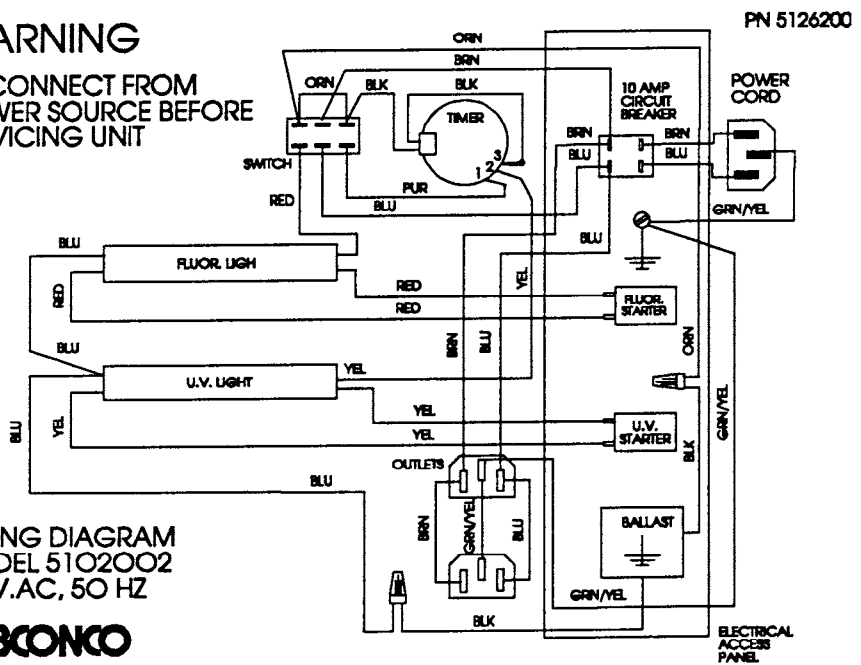 ARNING
PN 5126200
CONNECT FROM
WER SOURCE BEFORE
VICING UNIT
ORN
BRN
ORN
BLK
BLK
TIMER
10 AMP
CIRCUIT
BREAKER
POWER
CORD
BRN
BRN
BLU
BLU
SWITCH
3
2
1
RED
PUR
BLU
GRN/YEL
BLU
BLU
FLUOR. LIGH
YEL
RED
RED
RED
FLUOR.
STARTER
BRN
BLU
ORN
BLU
U.V. LIGHT
YEL
GRN/YEL
BLU
YEL
YEL
YEL
U.V.
STARTER
BLK
OUTLETS
BLU
BRN
GRN/YEL
BLU
BALLAST
NG DIAGRAM
DEL 5102002
V.AC, 50 HZ
GRN/YEL
BLK
BCONCO
ELECTRICAL
ACCESS
PANEL